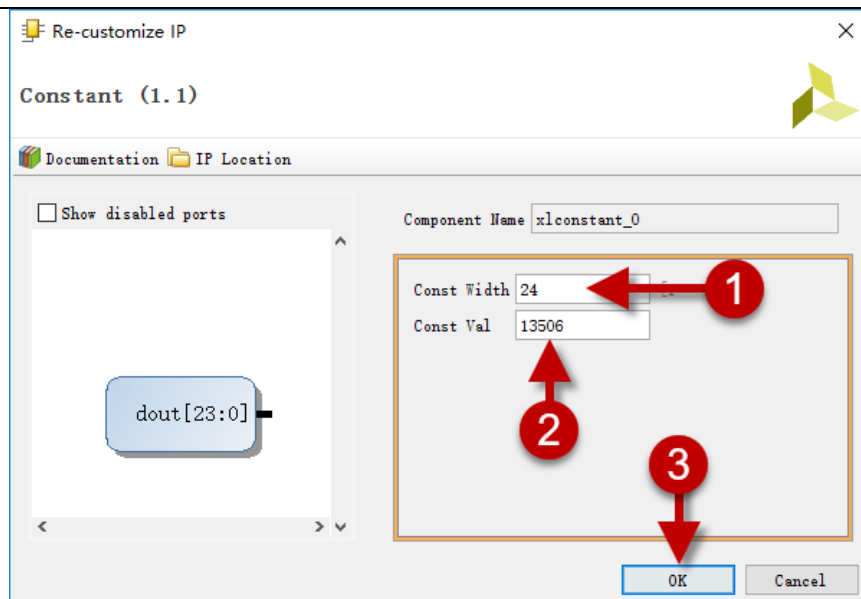 Re-customize IP
Constant (1.1)
Documentation IP Location
Show disabled ports
Component Name xlconstant_0
Const Width 24
1
Const Val 13506
dout[23:0]
2
3
OK Cancel